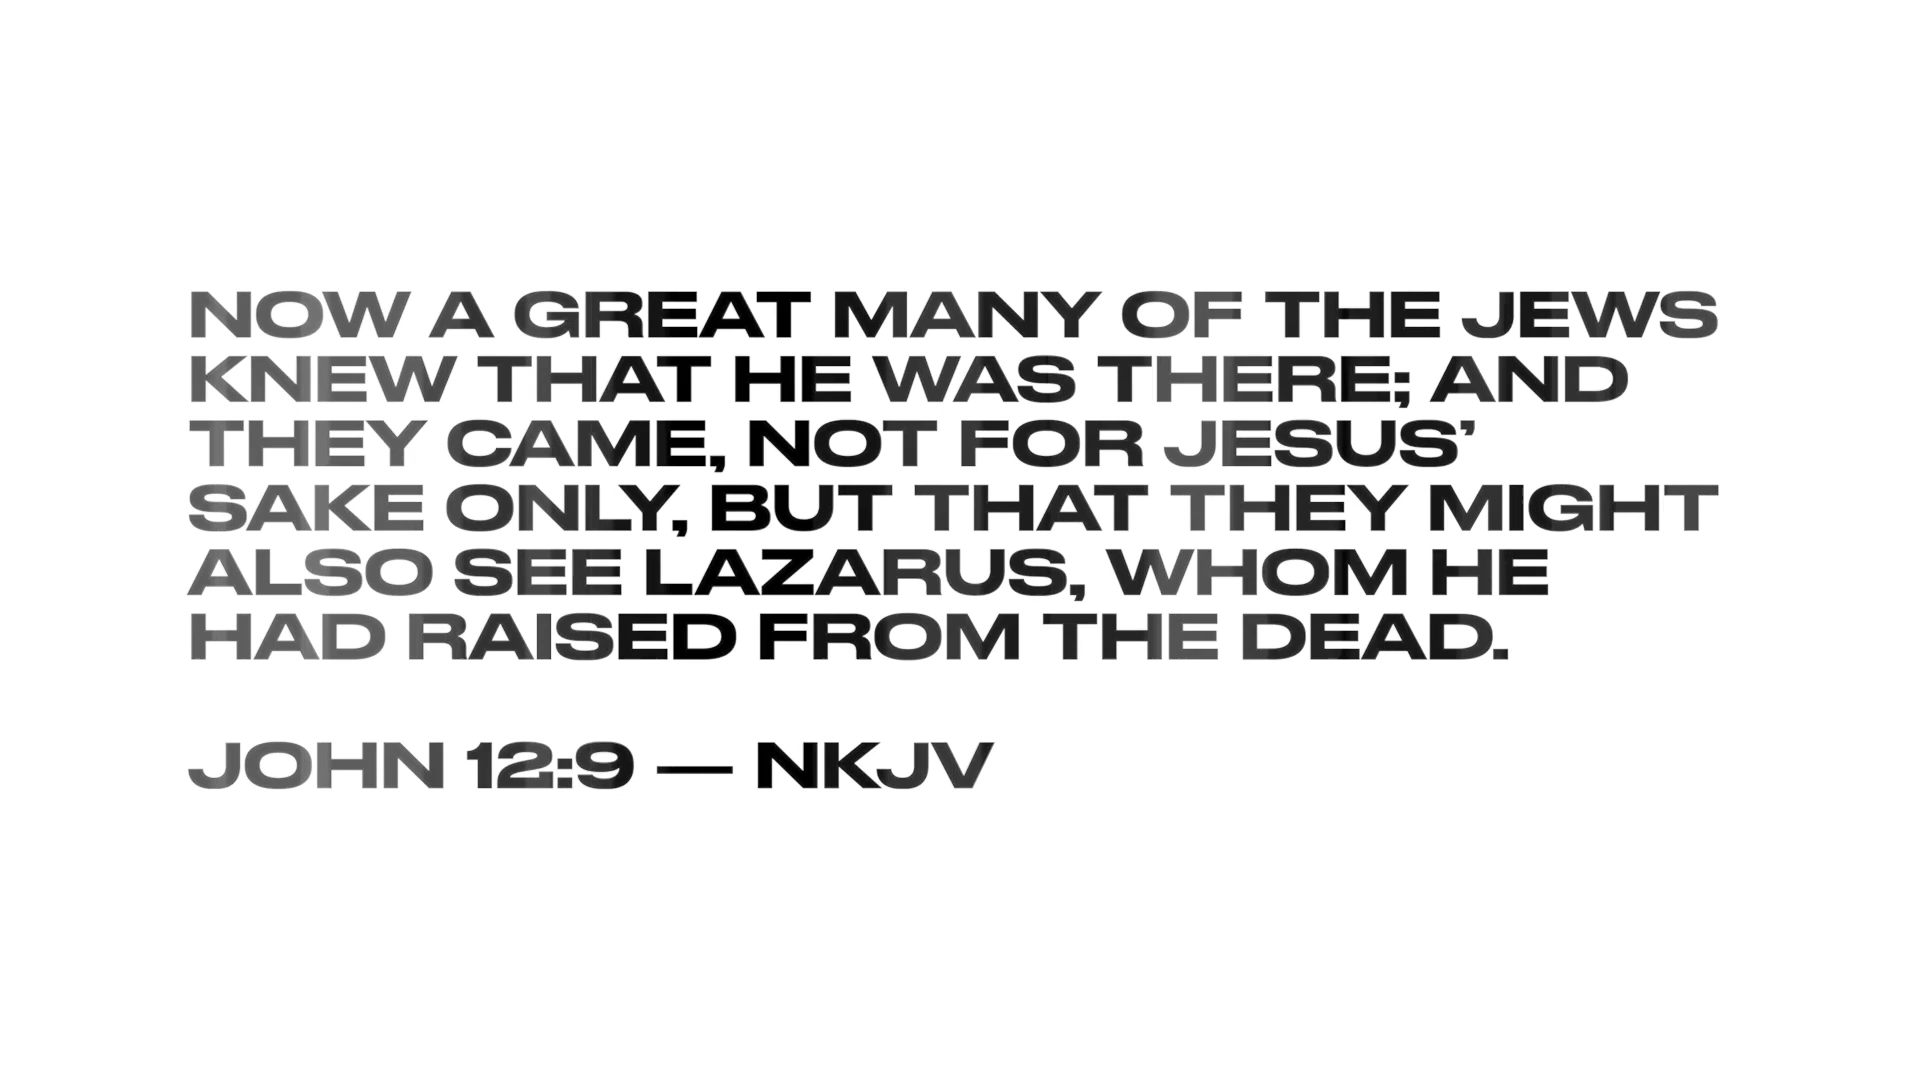 NOW A GREAT MANY OF THE JEWS
KNEW THAT HE WAS THERE; AND
THEY CAME, NOT FOR JESUS’
SAKE ONLY, BUT THAT THEY MIGHT
ALSO SEE LAZARUS, WHOM HE
HAD RAISED FROM THE DEAD.
JOHN 12:9 — NKJV